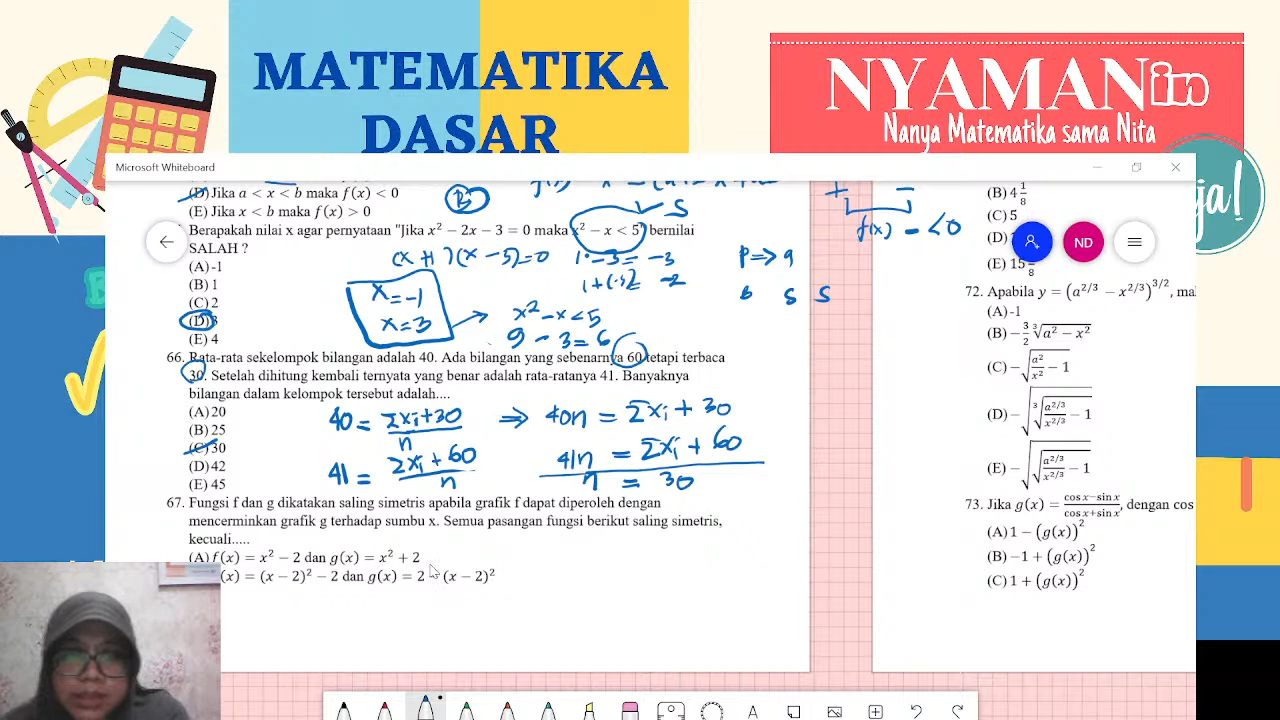 MATEMATIKA
DASAR
NYAMANin
Nanya Matematika sama Nita
Microsoft Whiteboard
(D) Jika a < x < b maka f(x) < 0
(E) Jika x < b maka f(x) > 0
B
+ −
f(x) − < 0
S
Berapakah nilai x agar pernyataan "Jika x² − 2x − 3 = 0 maka x² − x < 5" bernilai
SALAH ?
(A) -1
(B) 1
(C) 2
(D) 3
(E) 4
x = -1
x = 3
x² − x < 5
9 − 3 = 6
p => q
B S S
66. Rata-rata sekelompok bilangan adalah 40. Ada bilangan yang sebenarnya 60 tetapi terbaca
30. Setelah dihitung kembali ternyata yang benar adalah rata-ratanya 41. Banyaknya
bilangan dalam kelompok tersebut adalah....
(A) 20
(B) 25
(C) 30
(D) 42
(E) 45
40 = Σxi + 30 / n => 40n = Σxi + 30
41 = Σxi + 60 / n 41n = Σxi + 60
n = 30
67. Fungsi f dan g dikatakan saling simetris apabila grafik f dapat diperoleh dengan
mencerminkan grafik g terhadap sumbu x. Semua pasangan fungsi berikut saling simetris,
kecuali.....
(A) f(x) = x² − 2 dan g(x) = x² + 2
(x) = (x − 2)² − 2 dan g(x) = 2 (x − 2)²
(B) 4 1/8
(C) 5
(D)
(E) 15 /8
ND
72. Apabila y = (a^2/3 − x^2/3)^3/2, ma
(A) -1
(B) −3/2 ∛(a² − x²)
(C) −√(a²/x² − 1)
(D) −√(∛(a^2/3/x^2/3 − 1))
(E) −√(√(a^2/3/x^2/3 − 1))
73. Jika g(x) = cos x−sin x / cos x+sin x, dengan cos
(A) 1 − (g(x))²
(B) −1 + (g(x))²
(C) 1 + (g(x))²
ja!